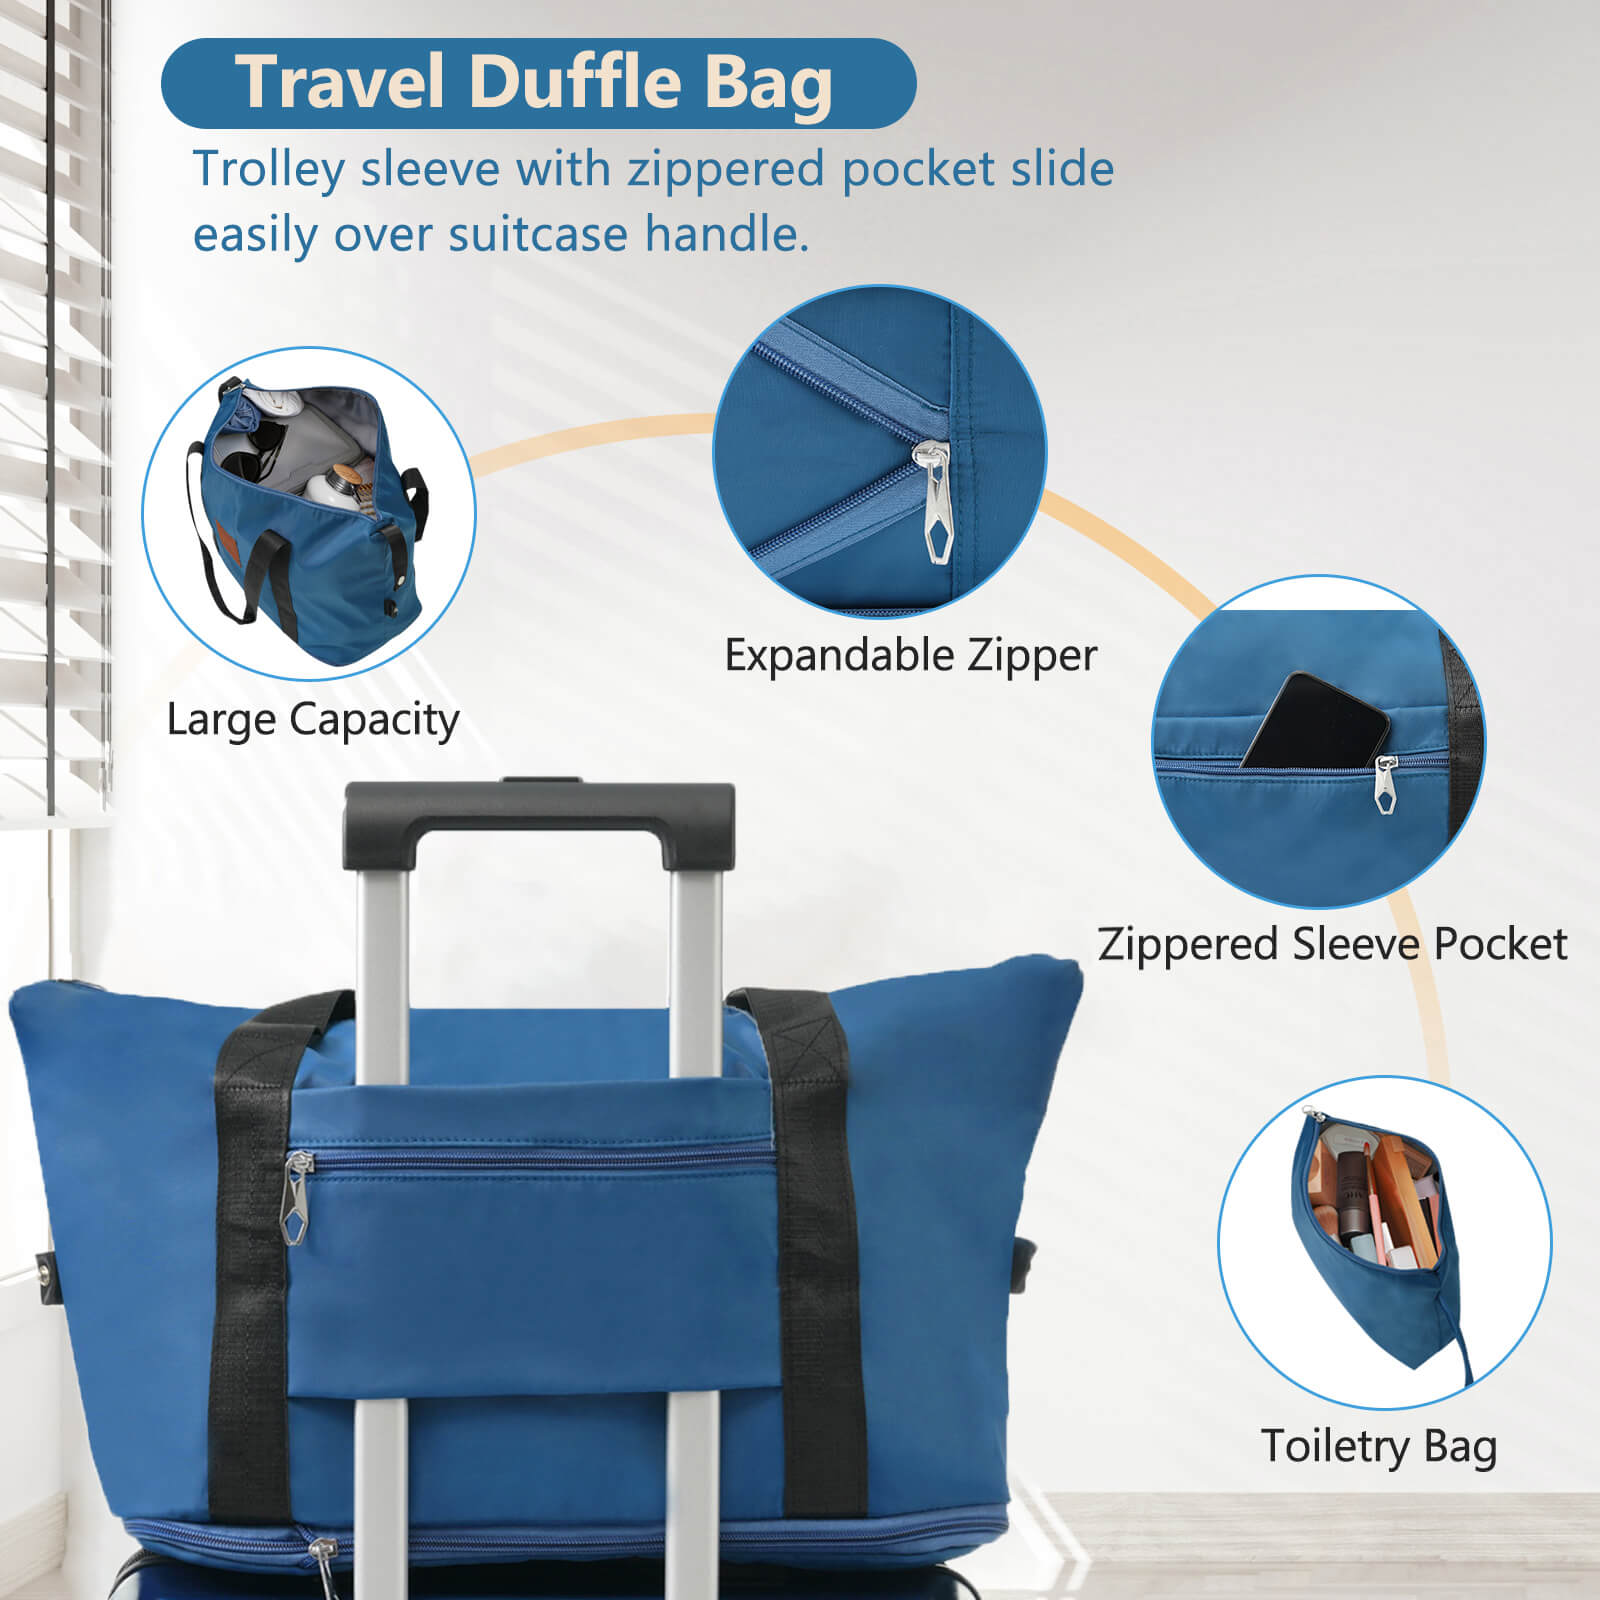 Travel Duffle Bag
Trolley sleeve with zippered pocket slide
easily over suitcase handle.
Large Capacity
Expandable Zipper
Zippered Sleeve Pocket
Toiletry Bag